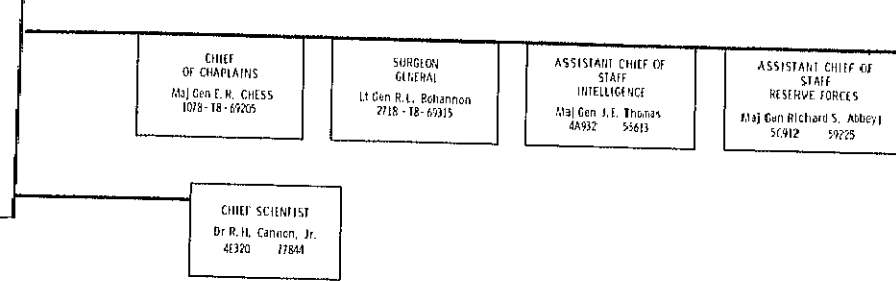 CHIEF
OF CHAPLAINS
Maj Gen E. R. CHESS
1078 - T8 - 69205
SURGEON
GENERAL
Lt Gen R. L. Bohannon
2718 - T8 - 69315
ASSISTANT CHIEF OF
STAFF
INTELLIGENCE
Maj Gen J. E. Thomas
4A932 55613
ASSISTANT CHIEF OF
STAFF
RESERVE FORCES
Maj Gen Richard S. Abbey
5C912 59225
CHIEF SCIENTIST
Dr R. H. Cannon, Jr.
4E320 77844